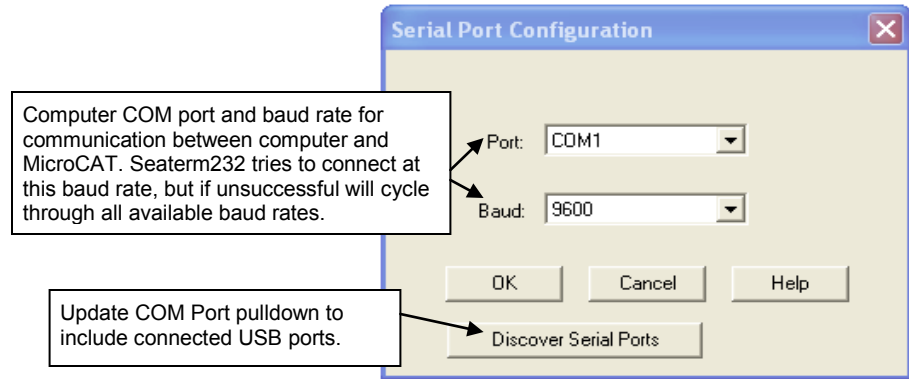 Serial Port Configuration
Computer COM port and baud rate for
communication between computer and
MicroCAT. Seaterm232 tries to connect at
this baud rate, but if unsuccessful will cycle
through all available baud rates.
Port: COM1
Baud: 9600
OK Cancel Help
Update COM Port pulldown to
include connected USB ports.
Discover Serial Ports